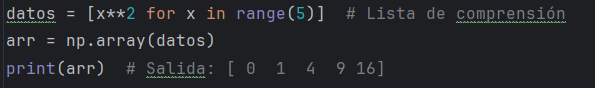 datos = [x**2 for x in range(5)]  # Lista de comprensión
arr = np.array(datos)
print(arr)  # Salida: [ 0  1  4  9 16]